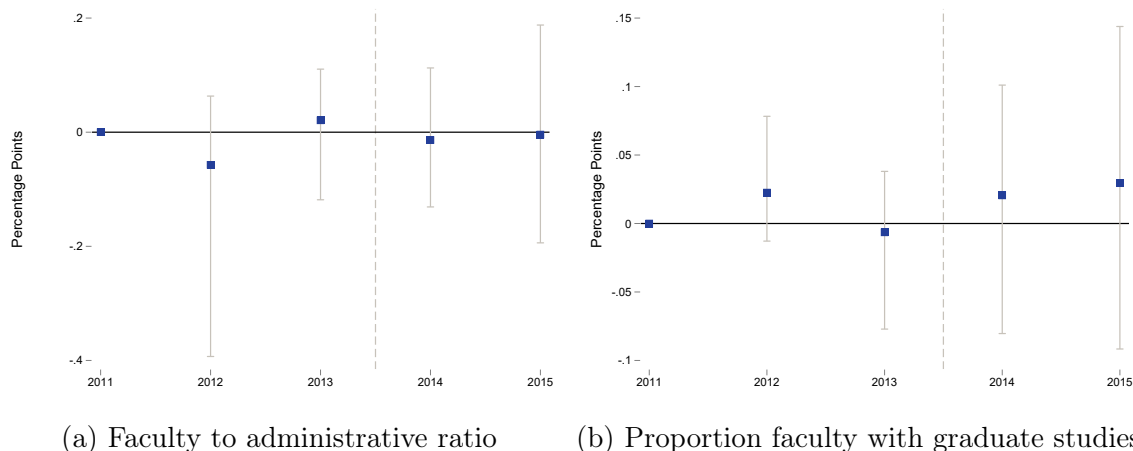 Percentage Points
.2
0
-.2
-.4
2011 2012 2013 2014 2015
(a) Faculty to administrative ratio
Percentage Points
.15
.1
.05
0
-.05
-.1
2011 2012 2013 2014 2015
(b) Proportion faculty with graduate studies